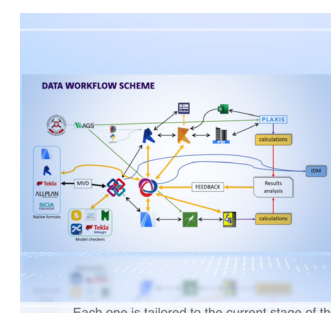 DATA WORKFLOW SCHEME
AGS
PLAXIS
calculations
IDM
Tekla
ALLPLAN
SCIA
Native formats
MVD
FEEDBACK
Results
analysis
Tekla
Model checkers
calculations
Each one is tailored to the current stage of th